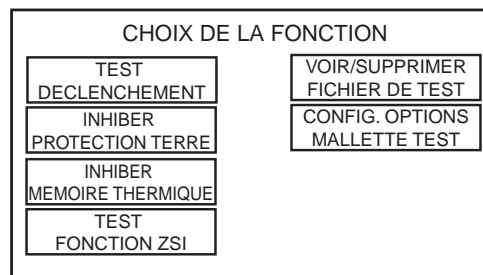 CHOIX DE LA FONCTION
TEST
DECLENCHEMENT
INHIBER
PROTECTION TERRE
INHIBER
MEMOIRE THERMIQUE
TEST
FONCTION ZSI
VOIR/SUPPRIMER
FICHIER DE TEST
CONFIG. OPTIONS
MALLETTE TEST